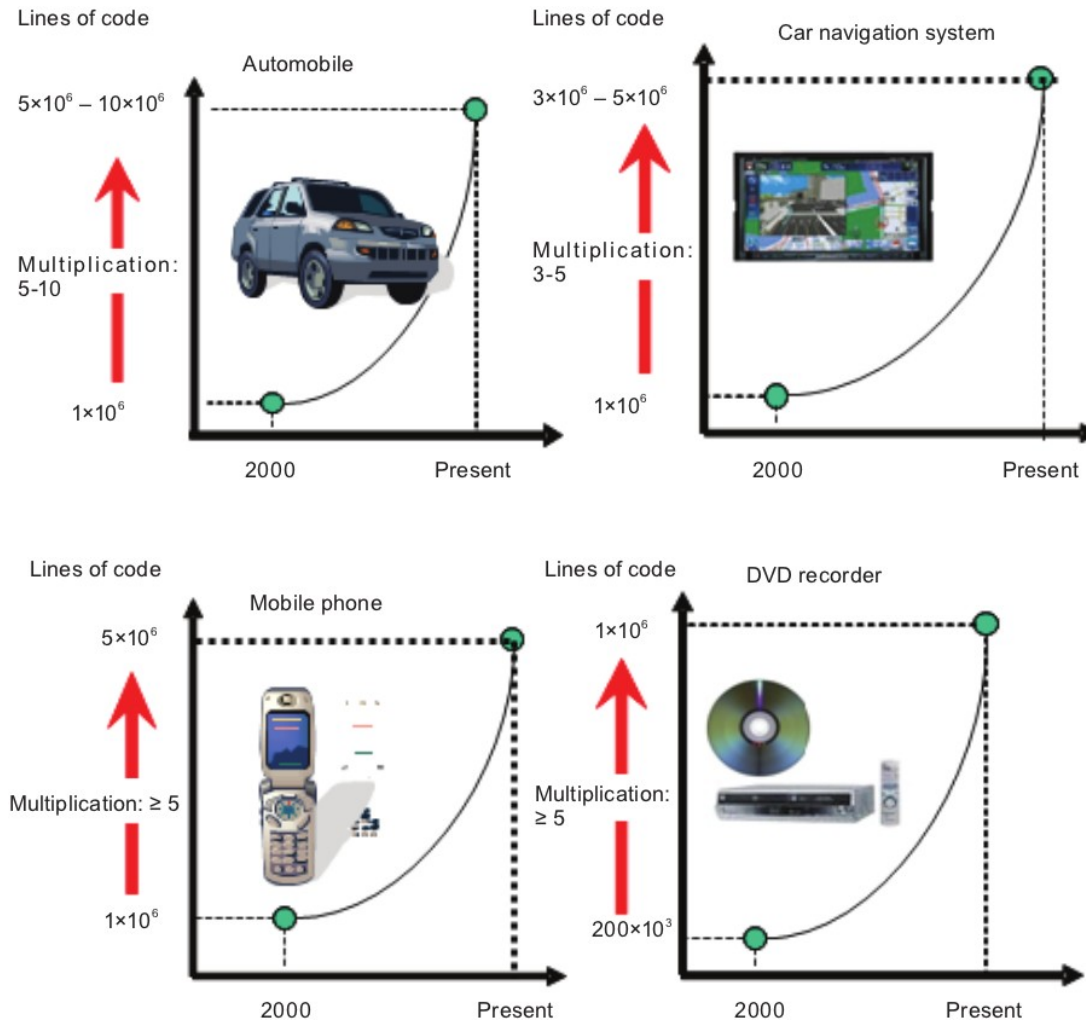 Lines of code
Automobile
5×10⁶ – 10×10⁶
Multiplication:
5-10
1×10⁶
2000 Present
Lines of code
Car navigation system
3×10⁶ – 5×10⁶
Multiplication:
3-5
1×10⁶
2000 Present
Lines of code
Mobile phone
5×10⁶
Multiplication: ≥ 5
1×10⁶
2000 Present
Lines of code
DVD recorder
1×10⁶
Multiplication:
≥ 5
200×10³
2000 Present